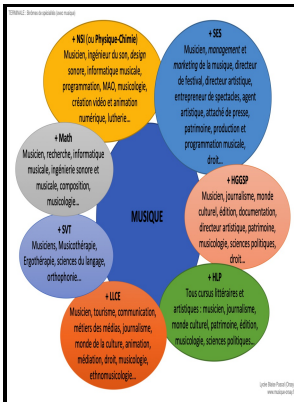 TERMINALE : Binômes de spécialités (avec musique)
+ NSI (ou Physique-Chimie)
Musicien, ingénieur du son, design
sonore, informatique musicale,
programmation, MAO, musicologie,
création vidéo et animation
numérique, lutherie...
+ SES
Musicien, management et
marketing de la musique, directeur
de festival, directeur artistique,
entrepreneur de spectacles, agent
artistique, attaché de presse,
patrimoine, production et
programmation musicale,
droit...
+ Math
Musicien, recherche, informatique
musicale, ingénierie sonore et
musicale, composition,
musicologie...
MUSIQUE
+ HGGSP
Musicien, journalisme, monde
culturel, édition, documentation,
directeur artistique, patrimoine,
musicologie, sciences politiques,
droit...
+ SVT
Musiciens, Musicothérapie,
Ergothérapie, sciences du langage,
orthophonie...
+ LLCE
Musicien, tourisme, communication,
métiers des médias, journalisme,
monde de la culture, animation,
médiation, droit, musicologie,
ethnomusicologie...
+ HLP
Tous cursus littéraires et
artistiques : musicien, journalisme,
monde culturel, patrimoine, édition,
musicologie, sciences politiques...